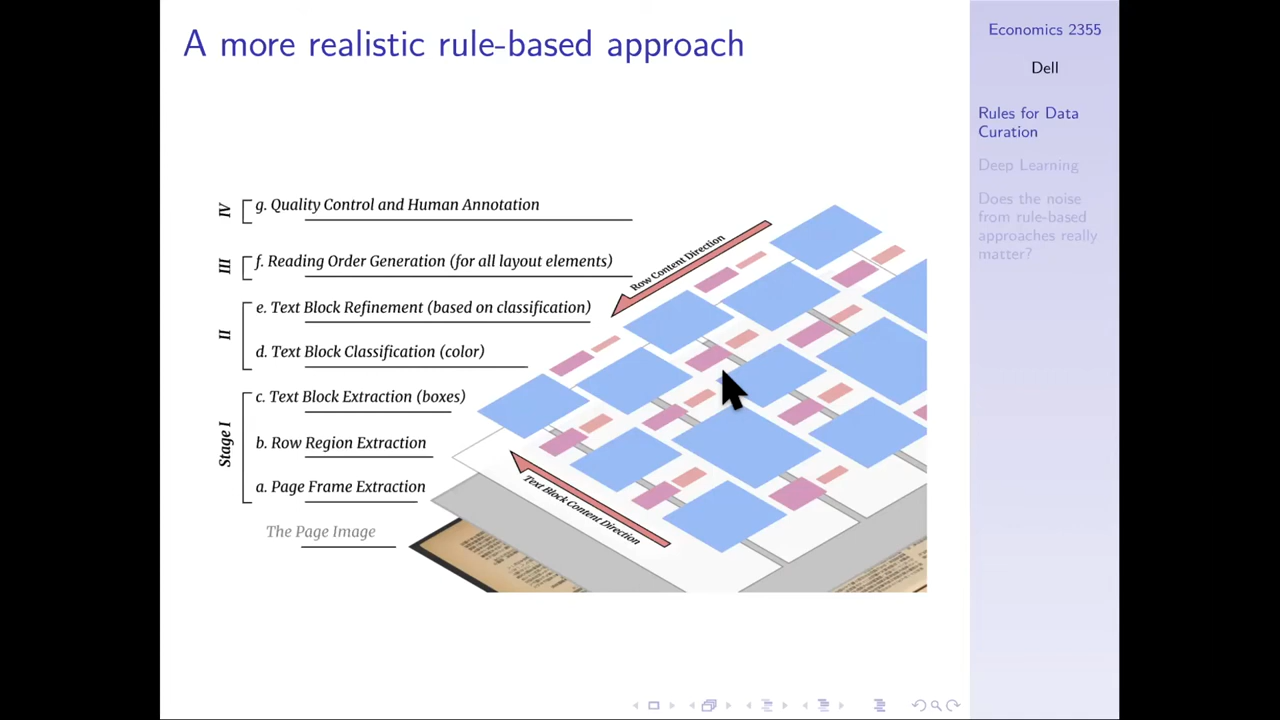 A more realistic rule-based approach
IV
g. Quality Control and Human Annotation
III
f. Reading Order Generation (for all layout elements)
II
e. Text Block Refinement (based on classification)
d. Text Block Classification (color)
Stage I
c. Text Block Extraction (boxes)
b. Row Region Extraction
a. Page Frame Extraction
The Page Image
Row Content Direction
Text Block Content Direction
Economics 2355
Dell
Rules for Data
Curation
Deep Learning
Does the noise
from rule-based
approaches really
matter?